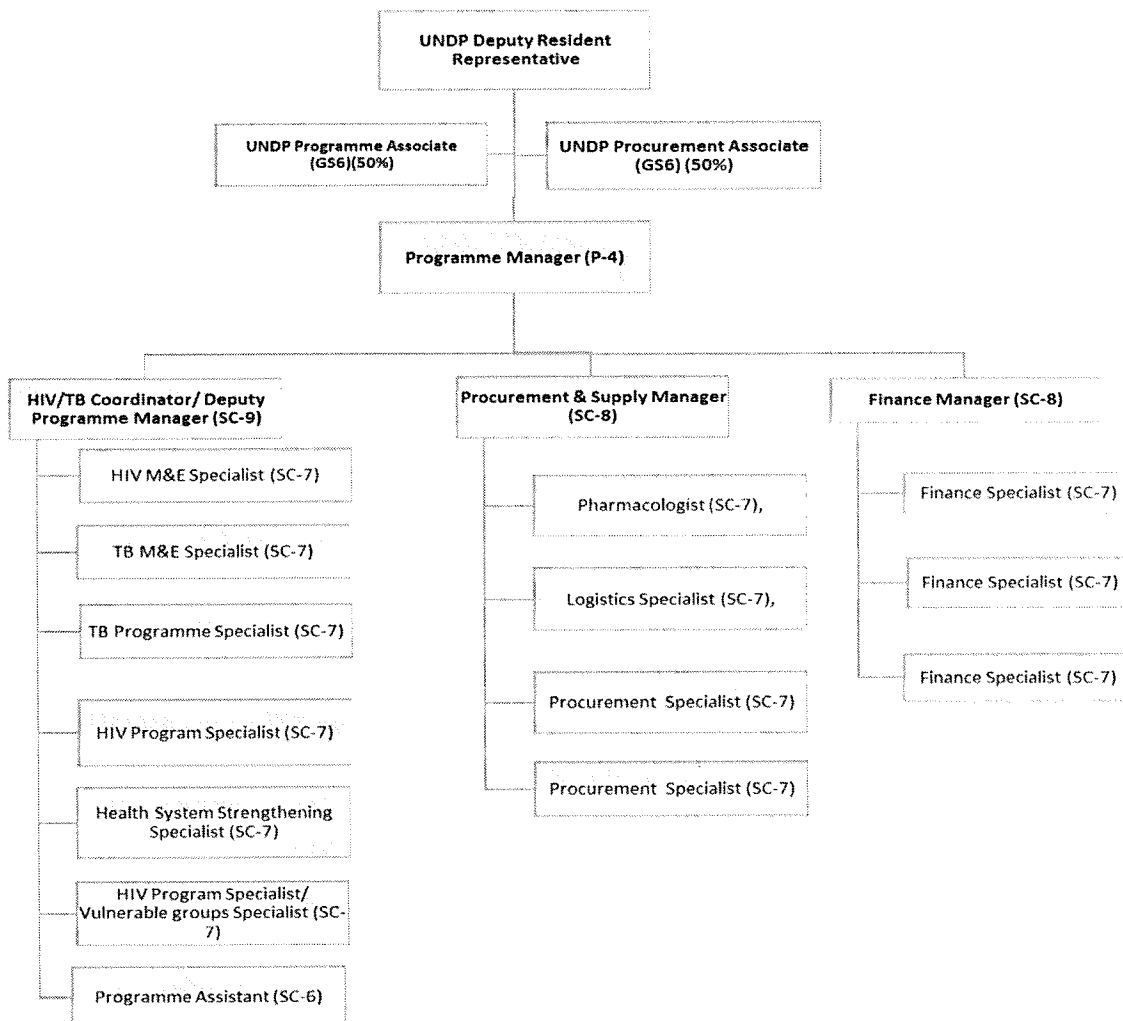 UNDP Deputy Resident
Representative
UNDP Programme Associate
(GS6)(50%)
UNDP Procurement Associate
(GS6) (50%)
Programme Manager (P-4)
HIV/TB Coordinator/ Deputy
Programme Manager (SC-9)
HIV M&E Specialist (SC-7)
TB M&E Specialist (SC-7)
TB Programme Specialist (SC-7)
HIV Program Specialist (SC-7)
Health System Strengthening
Specialist (SC-7)
HIV Program Specialist/
Vulnerable groups Specialist (SC-
7)
Programme Assistant (SC-6)
Procurement & Supply Manager
(SC-8)
Pharmacologist (SC-7),
Logistics Specialist (SC-7),
Procurement Specialist (SC-7)
Procurement Specialist (SC-7)
Finance Manager (SC-8)
Finance Specialist (SC-7)
Finance Specialist (SC-7)
Finance Specialist (SC-7)